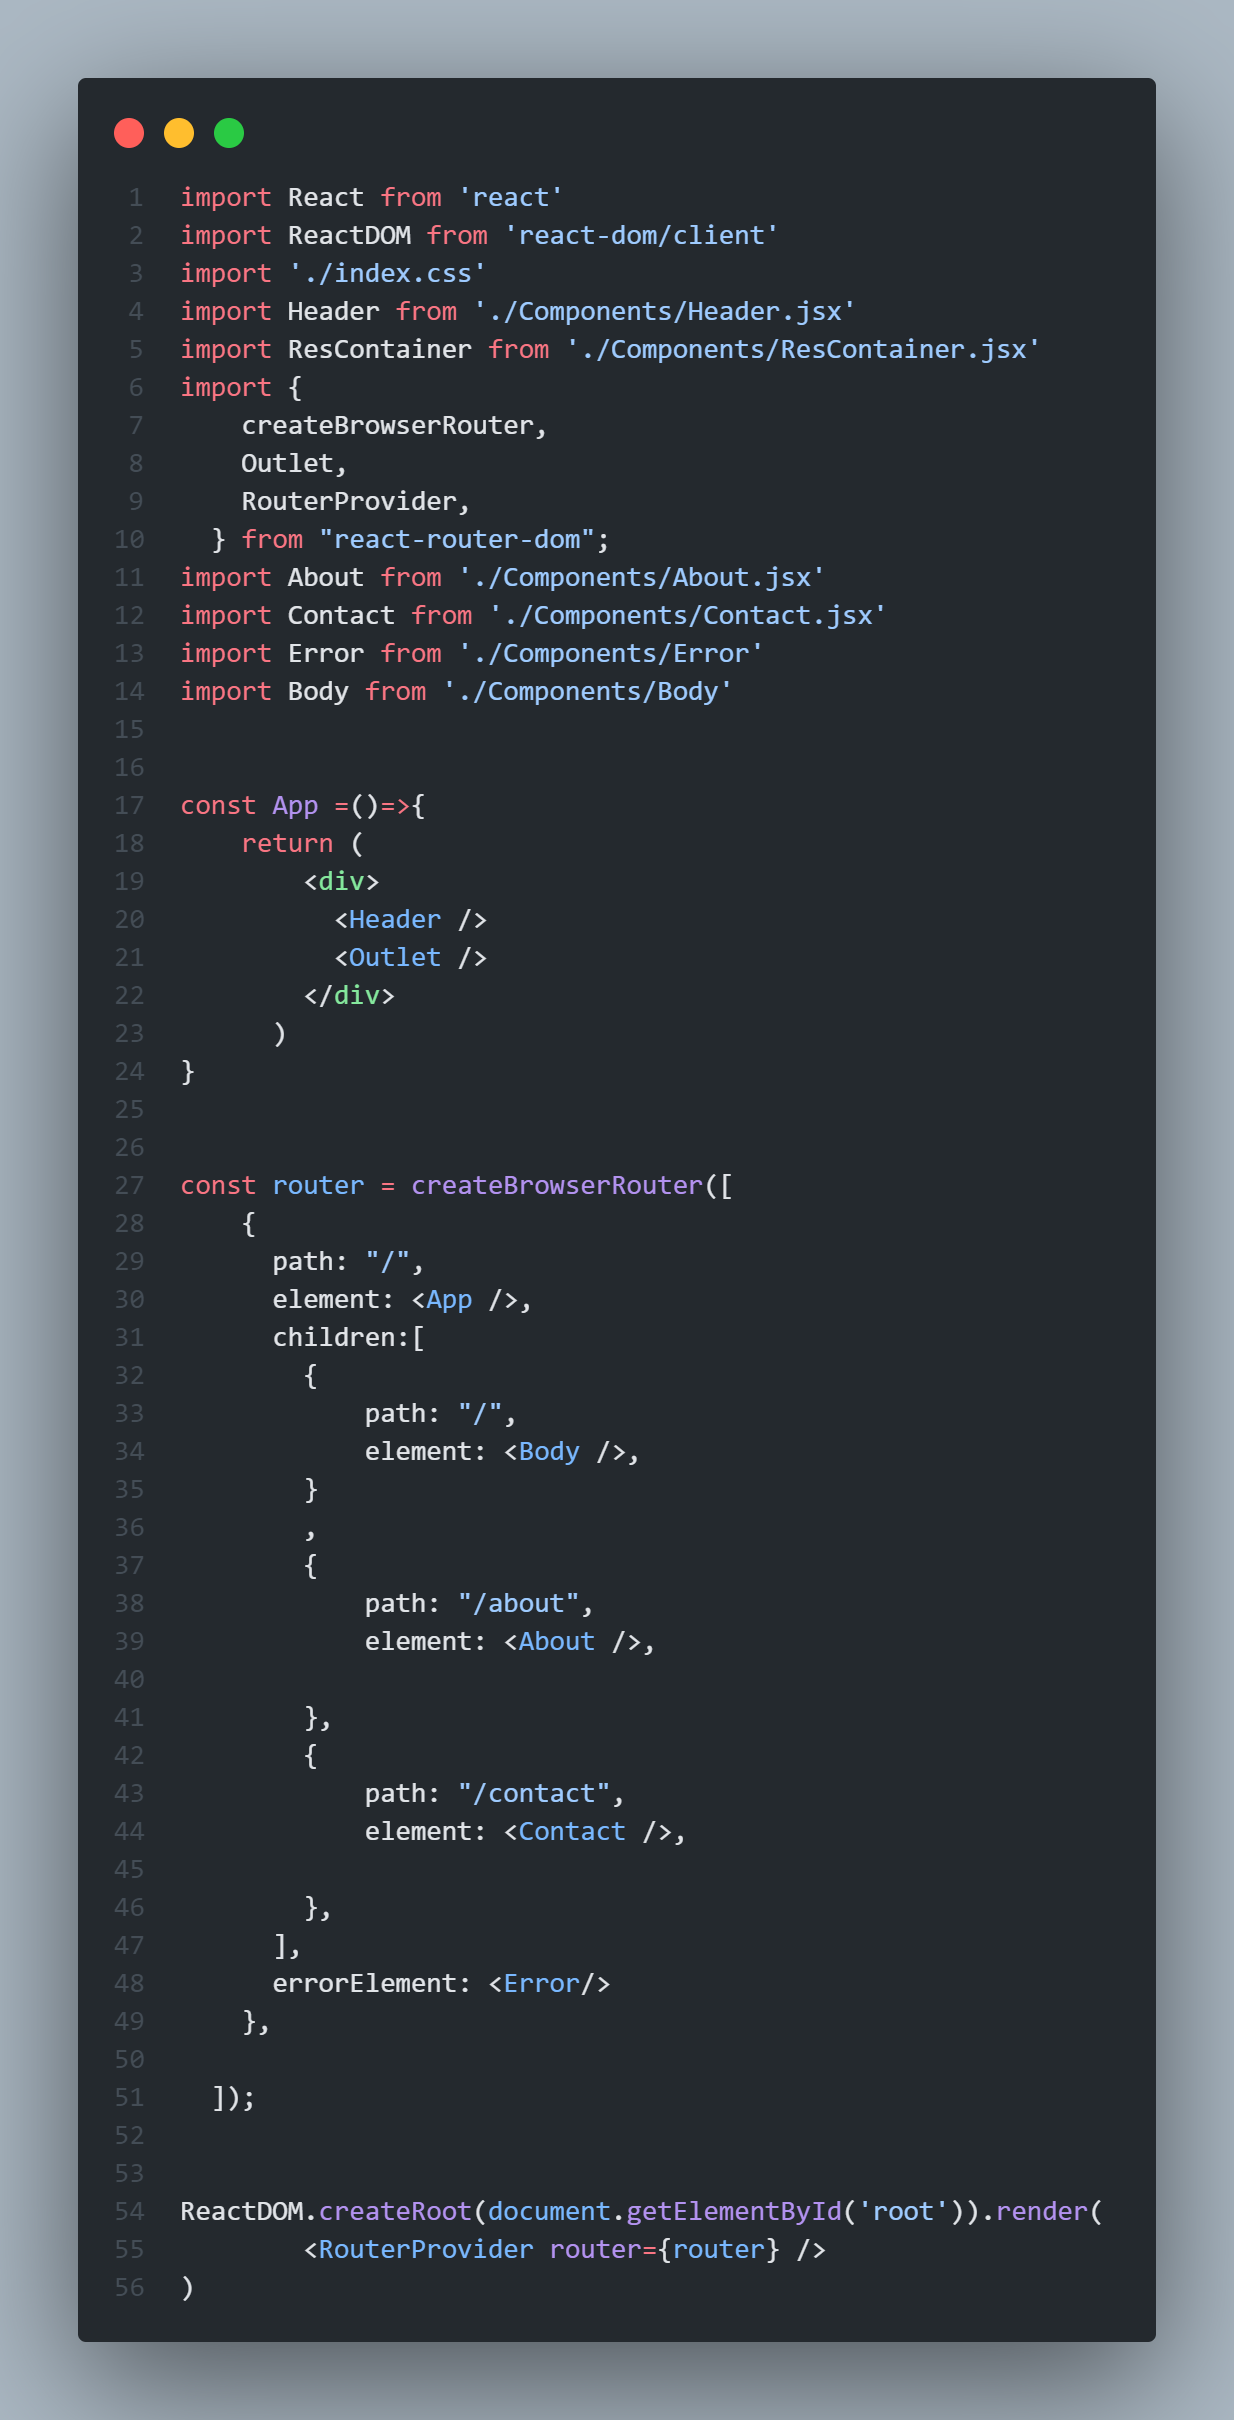 1 import React from 'react'
2 import ReactDOM from 'react-dom/client'
3 import './index.css'
4 import Header from './Components/Header.jsx'
5 import ResContainer from './Components/ResContainer.jsx'
6 import {
7     createBrowserRouter,
8     Outlet,
9     RouterProvider,
10   } from "react-router-dom";
11 import About from './Components/About.jsx'
12 import Contact from './Components/Contact.jsx'
13 import Error from './Components/Error'
14 import Body from './Components/Body'
15
16
17 const App =()=>{
18     return (
19         <div>
20           <Header />
21           <Outlet />
22         </div>
23       )
24 }
25
26
27 const router = createBrowserRouter([
28     {
29       path: "/",
30       element: <App />,
31       children:[
32         {
33             path: "/",
34             element: <Body />,
35         }
36         ,
37         {
38             path: "/about",
39             element: <About />,
40
41         },
42         {
43             path: "/contact",
44             element: <Contact />,
45
46         },
47       ],
48       errorElement: <Error/>
49     },
50
51   ]);
52
53
54 ReactDOM.createRoot(document.getElementById('root')).render(
55         <RouterProvider router={router} />
56 )